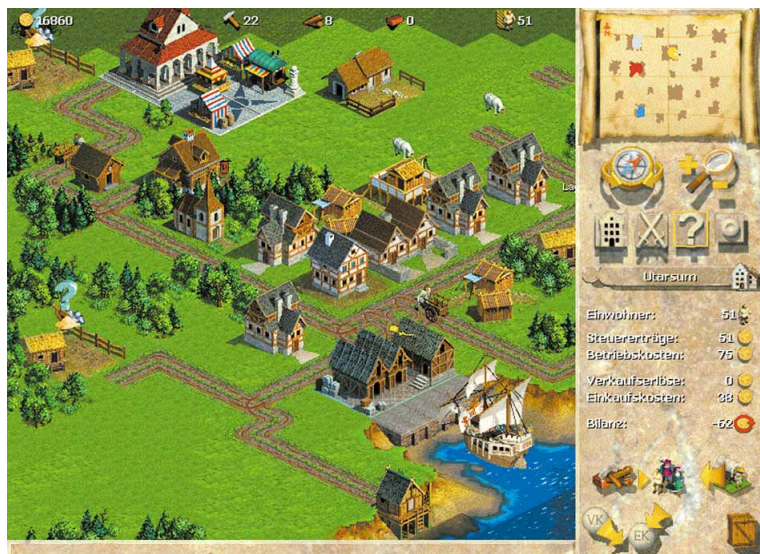 16860 22 8 0 51
La
N
Utarsum
Einwohner: 51
Steuererträge: 51
Betriebskosten: 75
Verkaufserlöse: 0
Einkaufskosten: 38
Bilanz: -62
VK
EK